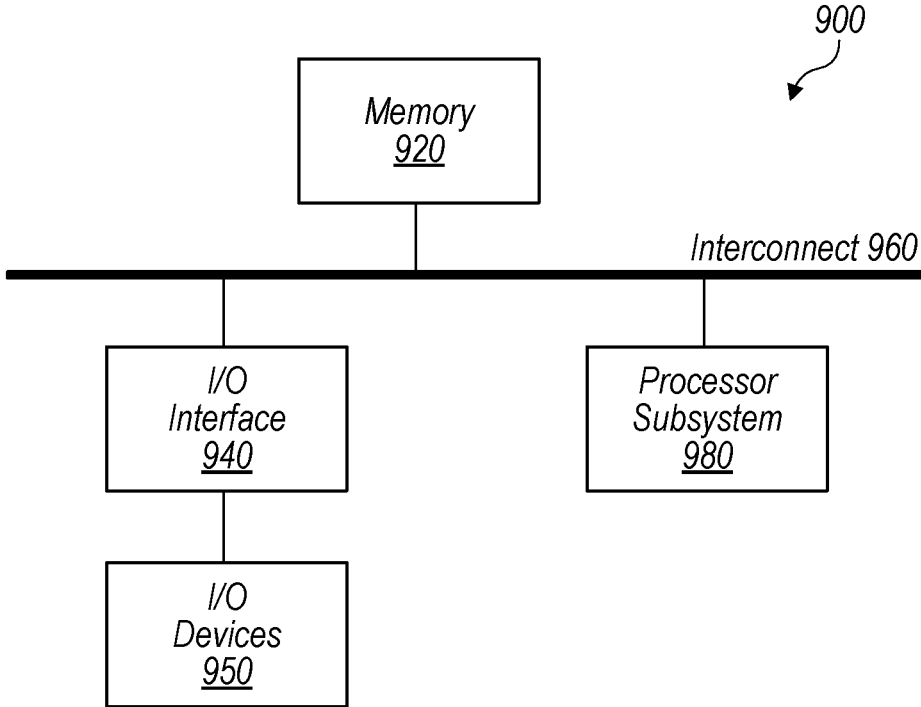 900
Memory
920
Interconnect 960
I/O
Interface
940
Processor
Subsystem
980
I/O
Devices
950